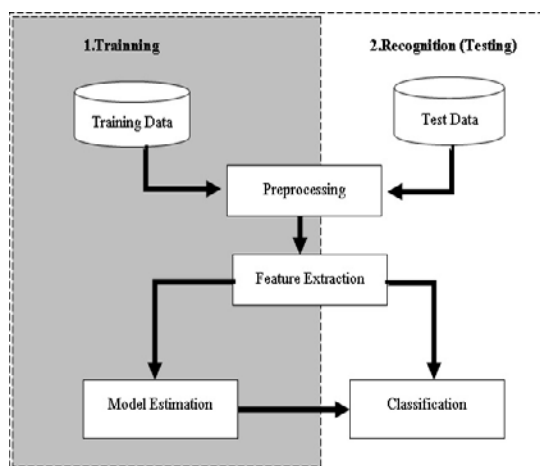 1.Trainning
2.Recognition (Testing)
Training Data
Test Data
Preprocessing
Feature Extraction
Model Estimation
Classification